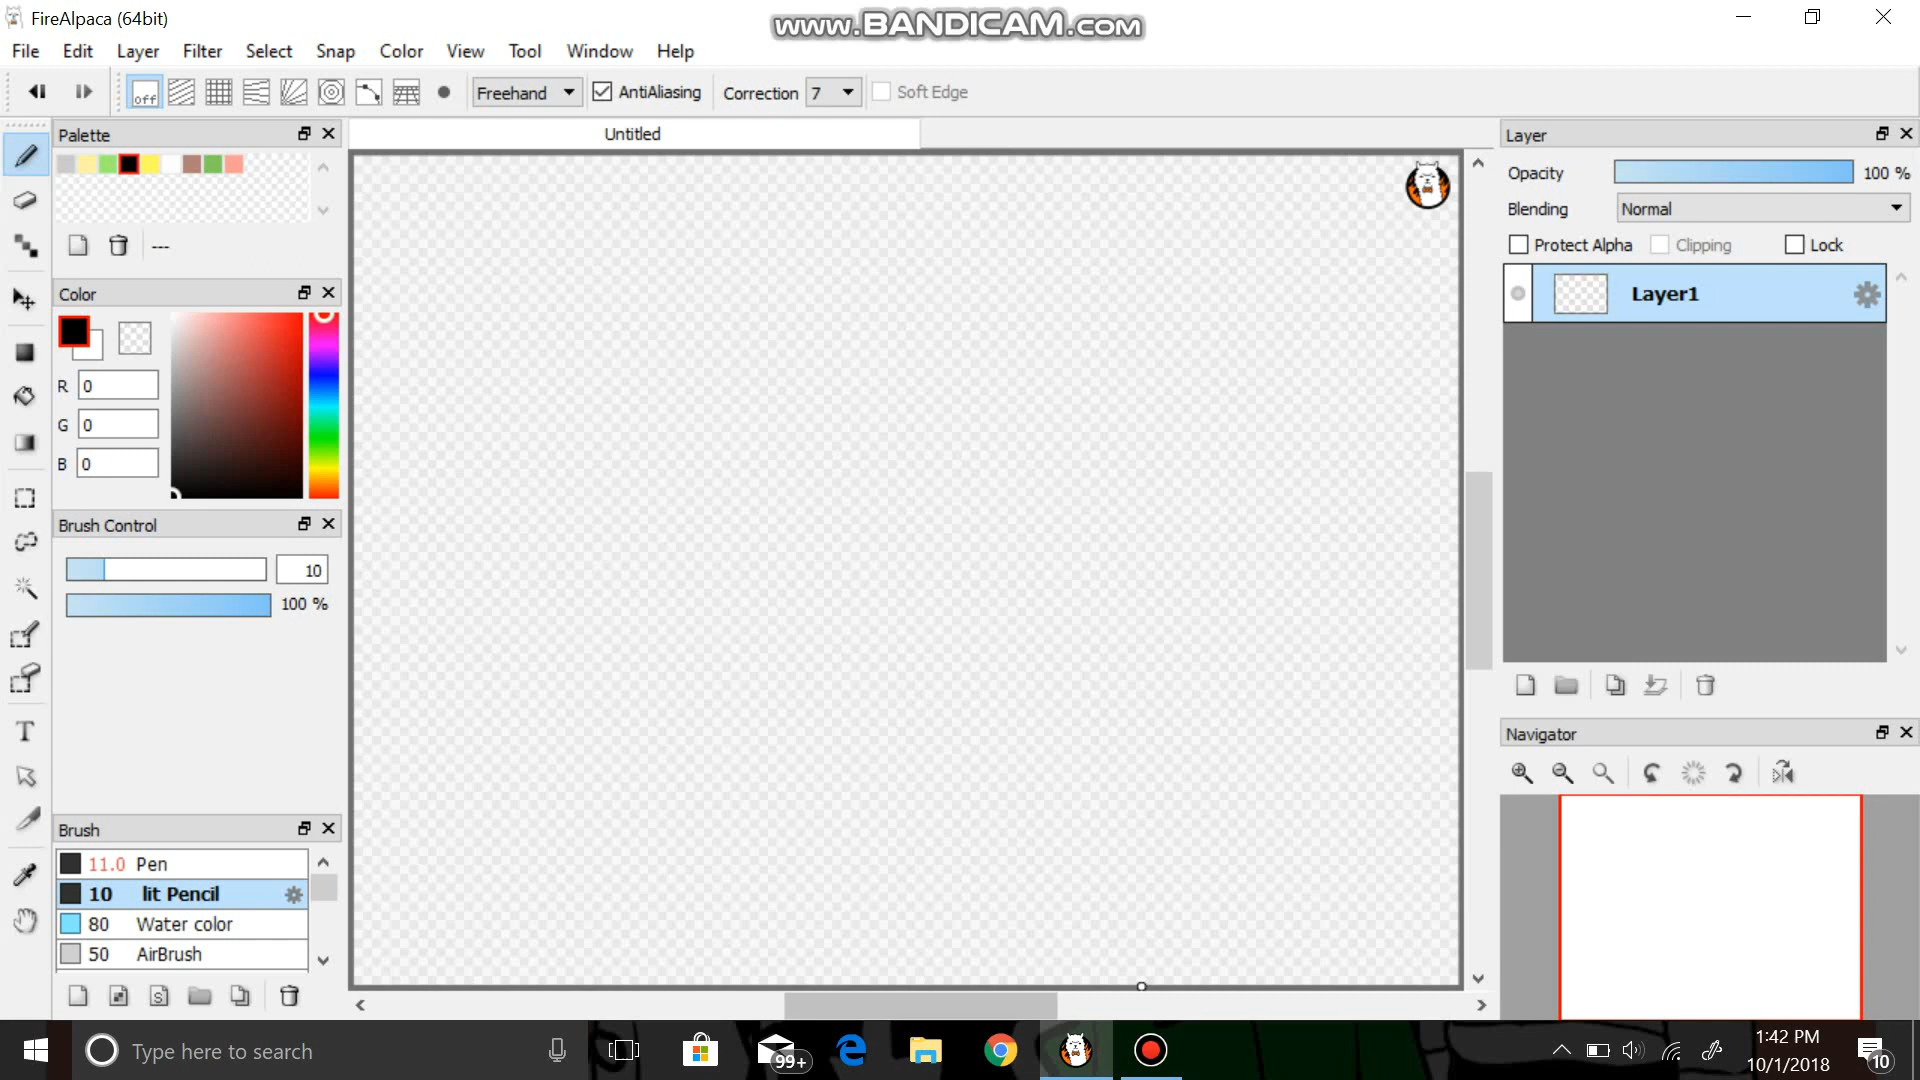 FireAlpaca (64bit)
www.BANDICAM.com
File Edit Layer Filter Select Snap Color View Tool Window Help
off Freehand AntiAliasing Correction 7 Soft Edge
Palette
---
Color
R 0
G 0
B 0
Brush Control
10
100 %
Brush
11.0 Pen
10 lit Pencil
80 Water color
50 AirBrush
S
T
Untitled
Layer
Opacity 100 %
Blending Normal
Protect Alpha Clipping Lock
Layer1
Navigator
Type here to search
99+
1:42 PM
10/1/2018
10